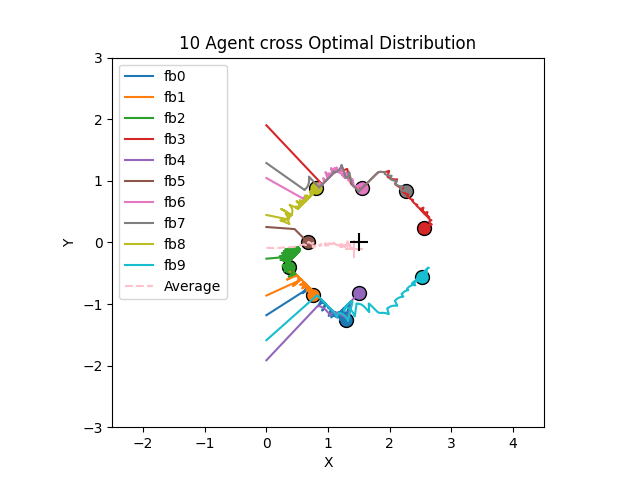 10 Agent cross Optimal Distribution
3
2
1
0
−1
−2
−3
Y
fb0
fb1
fb2
fb3
fb4
fb5
fb6
fb7
fb8
fb9
Average
−2 −1 0 1 2 3 4
X